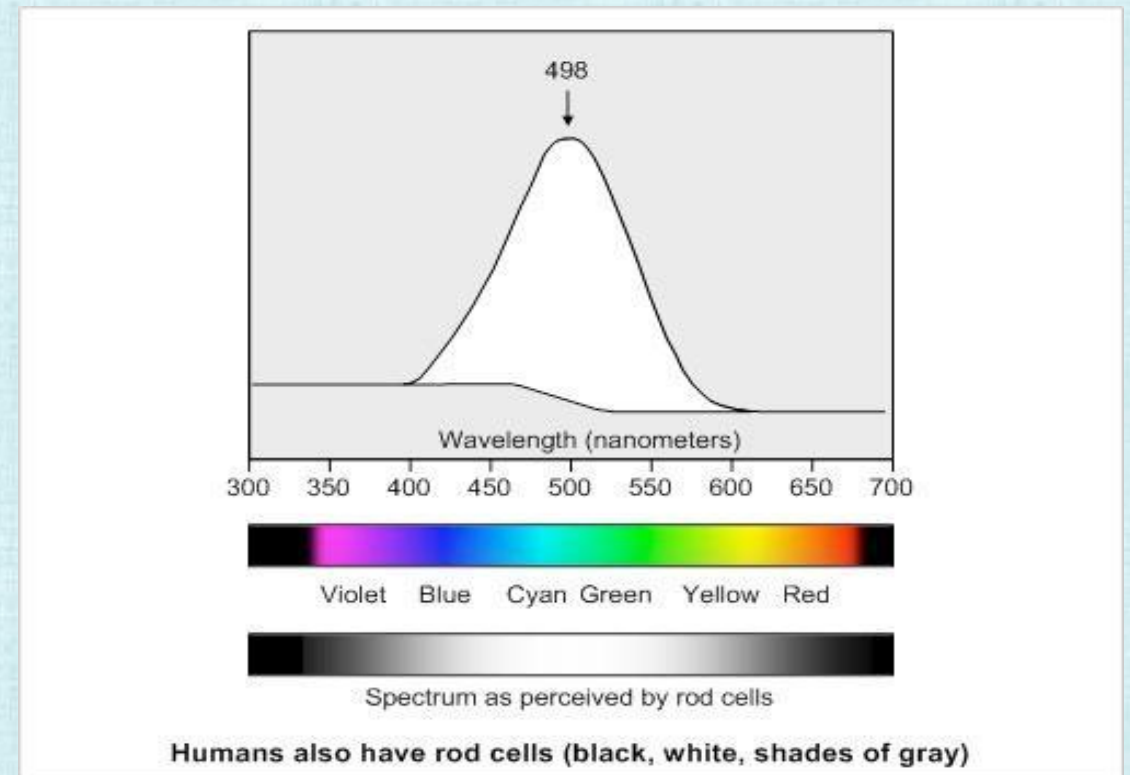 498
Wavelength (nanometers)
300 350 400 450 500 550 600 650 700
Violet Blue Cyan Green Yellow Red
Spectrum as perceived by rod cells
Humans also have rod cells (black, white, shades of gray)